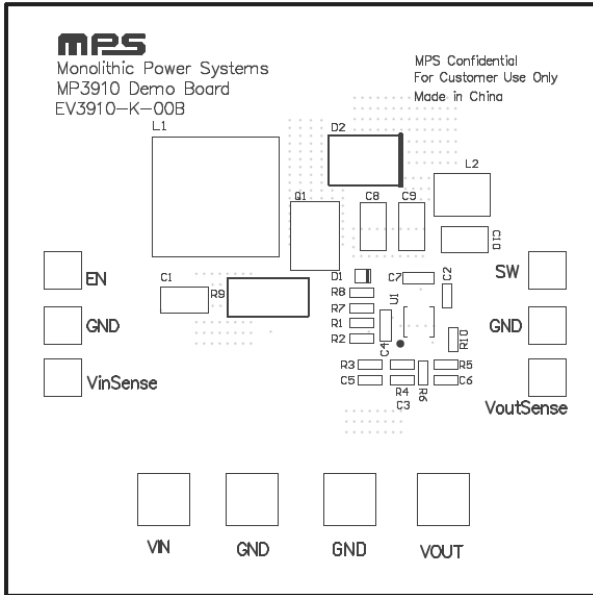 MPS
Monolithic Power Systems
MP3910 Demo Board
EV3910-K-00B
MPS Confidential
For Customer Use Only
Made in China
L1
D2
L2
Q1
C8
C9
C10
EN
C1
R9
D1
C7
C2
SW
R8
R7
R1
R2
U1
C4
R10
GND
GND
VinSense
R3
C5
R4
C3
R6
R5
C6
VoutSense
VIN
GND
GND
VOUT